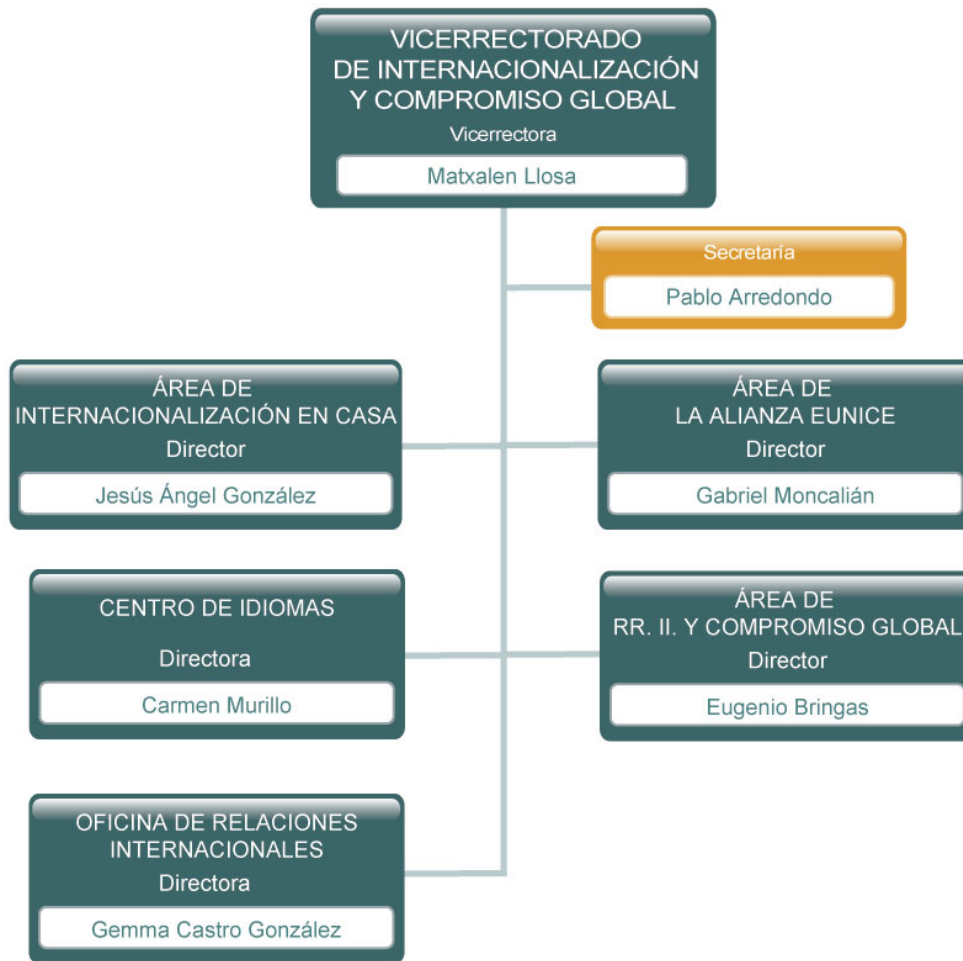 VICERRECTORADO
DE INTERNACIONALIZACIÓN
Y COMPROMISO GLOBAL
Vicerrectora
Matxalen Llosa
Secretaría
Pablo Arredondo
ÁREA DE
INTERNACIONALIZACIÓN EN CASA
Director
Jesús Ángel González
ÁREA DE
LA ALIANZA EUNICE
Director
Gabriel Moncalián
CENTRO DE IDIOMAS
Directora
Carmen Murillo
ÁREA DE
RR. II. Y COMPROMISO GLOBAL
Director
Eugenio Bringas
OFICINA DE RELACIONES
INTERNACIONALES
Directora
Gemma Castro González